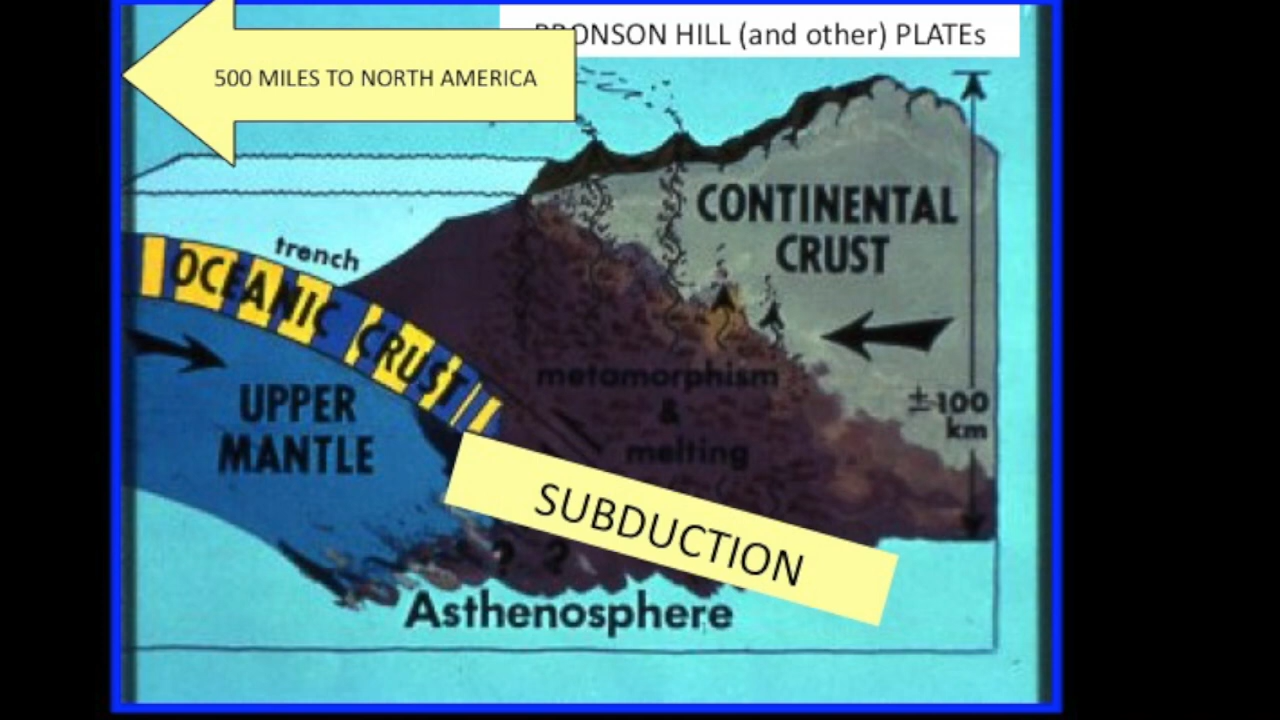 BRONSON HILL (and other) PLATEs
500 MILES TO NORTH AMERICA
CONTINENTAL
CRUST
trench
OCEANIC CRUST
metamorphism
&
melting
±100
km
UPPER
MANTLE
SUBDUCTION
? ?
Asthenosphere